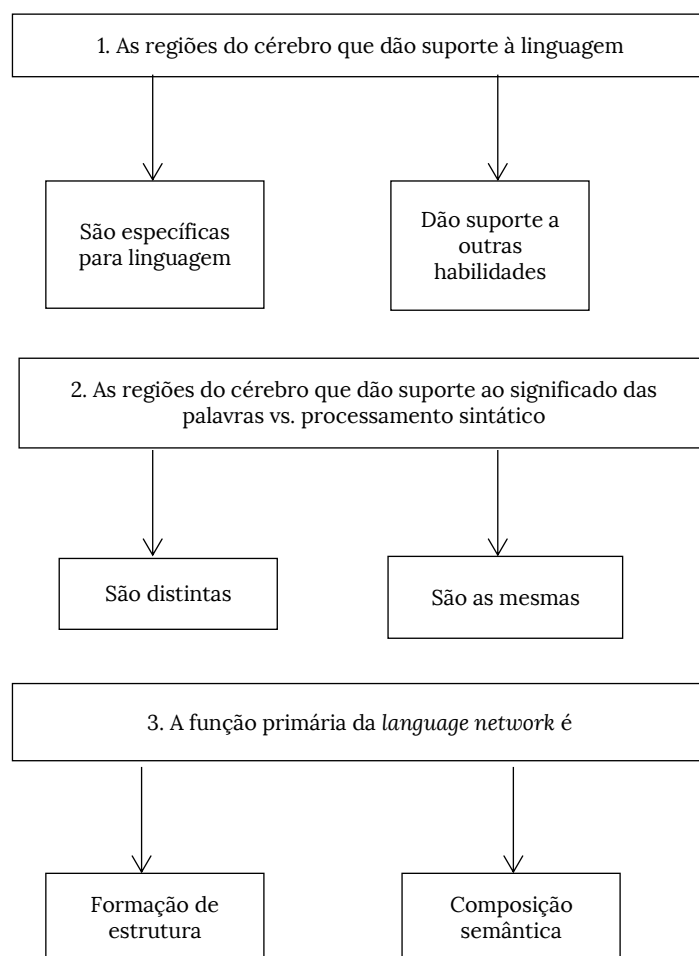 1. As regiões do cérebro que dão suporte à linguagem
São específicas
para linguagem
Dão suporte a
outras
habilidades
2. As regiões do cérebro que dão suporte ao significado das
palavras vs. processamento sintático
São distintas
São as mesmas
3. A função primária da language network é
Formação de
estrutura
Composição
semântica